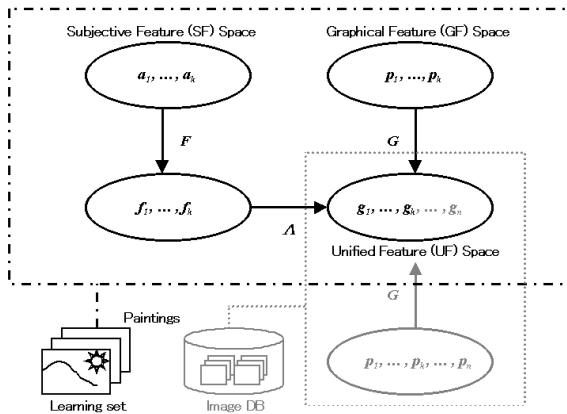 Subjective Feature (SF) Space
Graphical Feature (GF) Space
a1, ..., ak
p1, ..., pk
F
G
f1, ..., fk
g1, ..., gk, ..., gn
Λ
Unified Feature (UF) Space
G
Paintings
p1, ..., pk, ..., pn
Learning set
Image DB